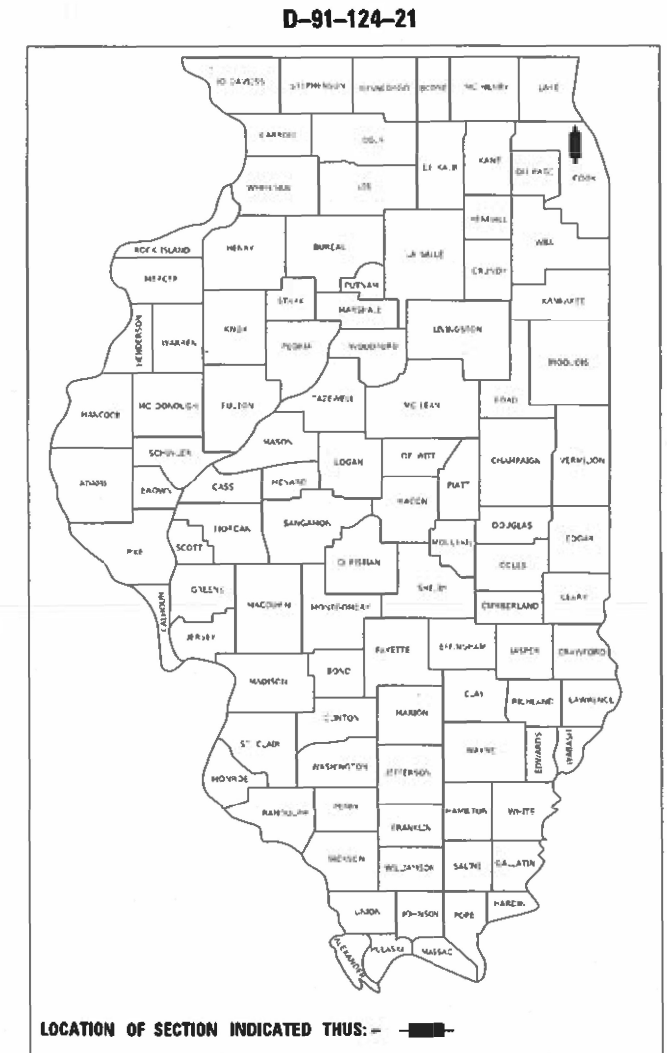 D-91-124-21
JO DAVIESS STEPHENSON WINNEBAGO BOONE MC HENRY LAKE
CARROLL OGLE DE KALB KANE DU PAGE COOK
WHITESIDE LEE
KENDALL WILL
ROCK ISLAND HENRY BUREAU LA SALLE GRUNDY
MERCER PUTNAM
STARK MARSHALL KANKAKEE
HENDERSON WARREN KNOX PEORIA WOODFORD LIVINGSTON
IROQUOIS
HANCOCK MC DONOUGH FULTON TAZEWELL MC LEAN FORD
MASON
SCHUYLER LOGAN DE WITT CHAMPAIGN VERMILION
ADAMS BROWN CASS MENARD PIATT
MACON
PIKE SCOTT MORGAN SANGAMON DOUGLAS EDGAR
MOULTRIE
CHRISTIAN COLES
CALHOUN GREENE MACOUPIN MONTGOMERY SHELBY CUMBERLAND CLARK
JERSEY
MADISON BOND FAYETTE EFFINGHAM JASPER CRAWFORD
CLAY RICHLAND LAWRENCE
CLINTON MARION
ST. CLAIR WAYNE EDWARDS WABASH
MONROE WASHINGTON JEFFERSON
RANDOLPH PERRY HAMILTON WHITE
FRANKLIN
JACKSON WILLIAMSON SALINE GALLATIN
UNION JOHNSON POPE HARDIN
ALEXANDER PULASKI MASSAC
LOCATION OF SECTION INDICATED THUS: -